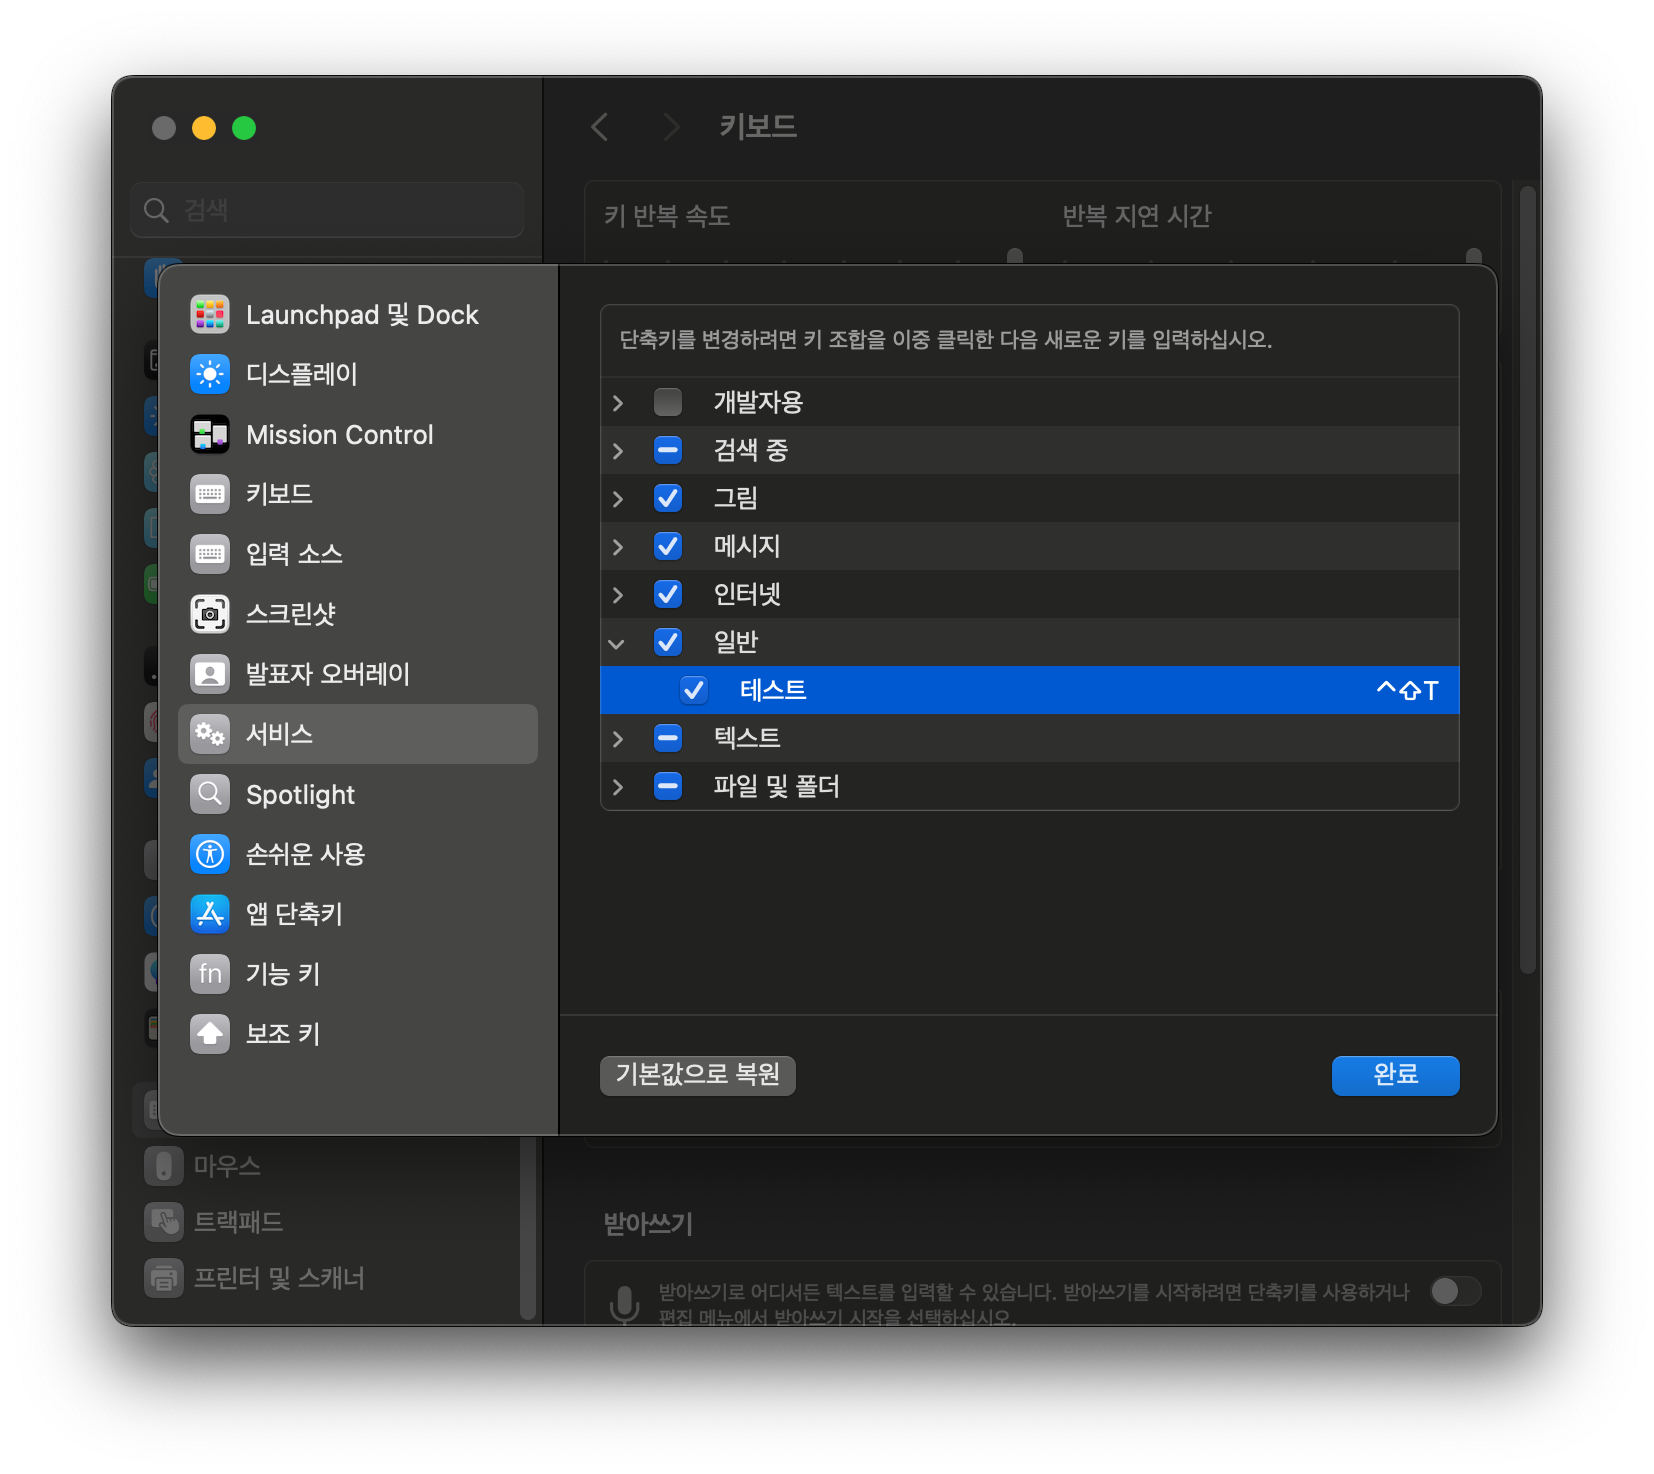 키보드
검색
키 반복 속도
반복 지연 시간
Launchpad 및 Dock
디스플레이
Mission Control
키보드
입력 소스
스크린샷
발표자 오버레이
서비스
Spotlight
손쉬운 사용
앱 단축키
fn 기능 키
보조 키
단축키를 변경하려면 키 조합을 이중 클릭한 다음 새로운 키를 입력하십시오.
개발자용
검색 중
그림
메시지
인터넷
일반
테스트 ^⇧T
텍스트
파일 및 폴더
기본값으로 복원
완료
마우스
트랙패드
프린터 및 스캐너
받아쓰기
받아쓰기로 어디서든 텍스트를 입력할 수 있습니다. 받아쓰기를 시작하려면 단축키를 사용하거나
편집 메뉴에서 받아쓰기 시작을 선택하십시오.